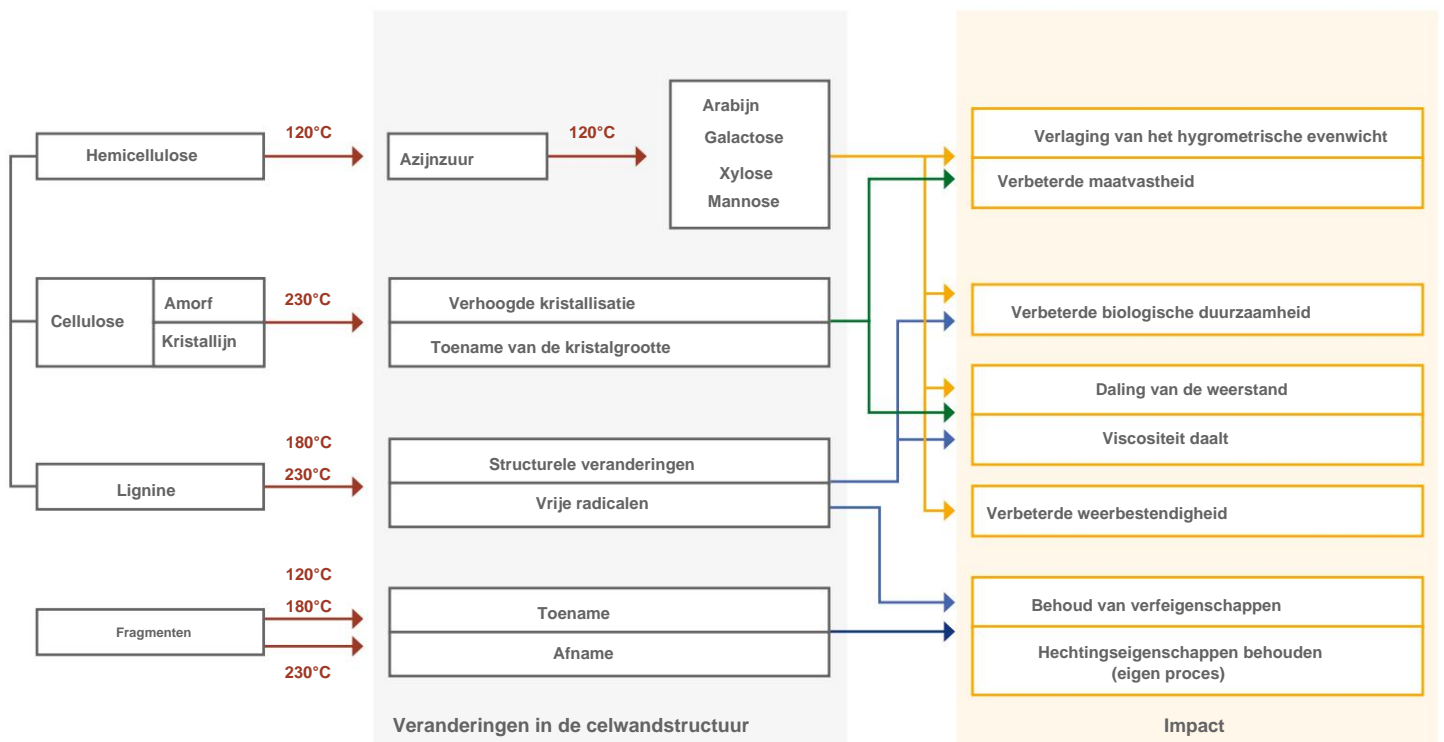 120°C
Hemicellulose
Azijnzuur
120°C
Arabijn
Galactose
Xylose
Mannose
Verlaging van het hygrometrische evenwicht
Verbeterde maatvastheid
Cellulose
Amorf
Kristallijn
230°C
Verhoogde kristallisatie
Toename van de kristalgrootte
Verbeterde biologische duurzaamheid
Daling van de weerstand
Viscositeit daalt
180°C
230°C
Lignine
Structurele veranderingen
Vrije radicalen
Verbeterde weerbestendigheid
120°C
180°C
Fragmenten
230°C
Toename
Afname
Behoud van verfeigenschappen
Hechtingseigenschappen behouden
(eigen proces)
Veranderingen in de celwandstructuur
Impact